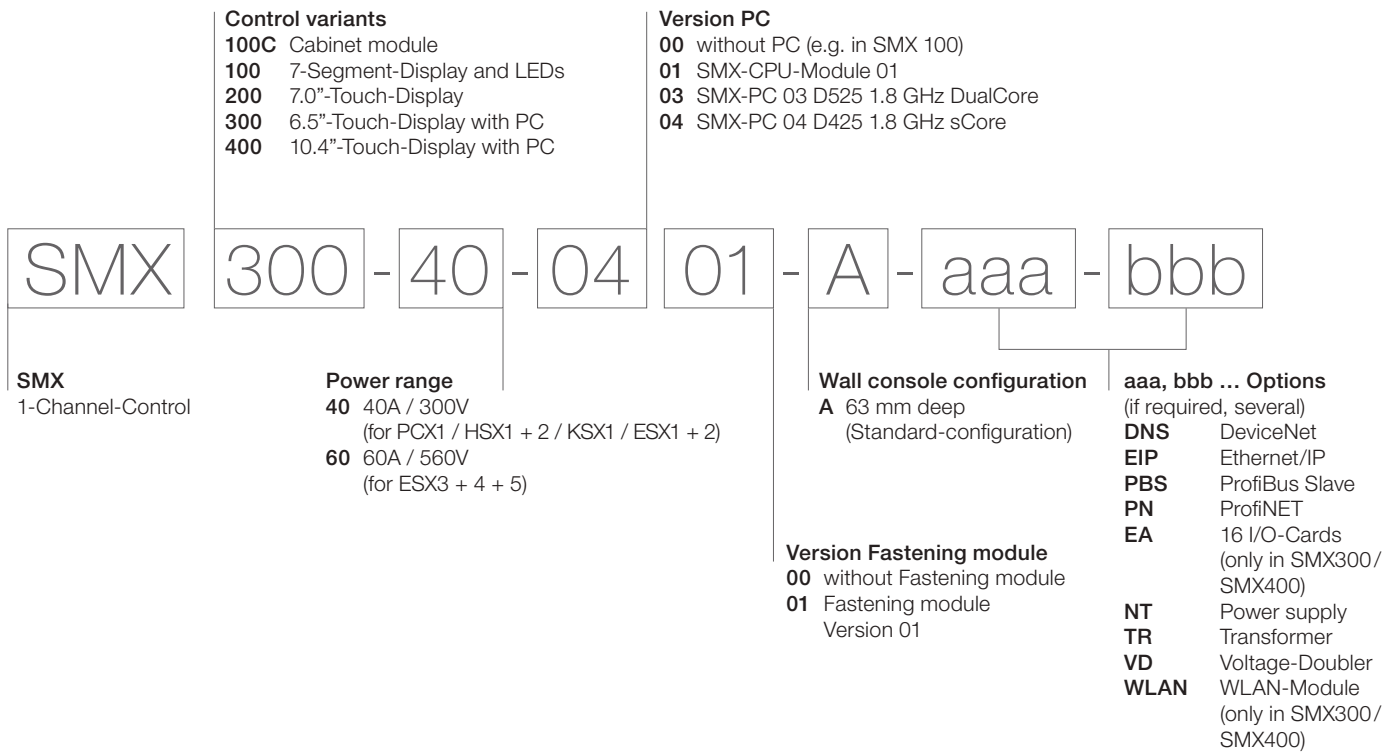 Control variants
100C Cabinet module
100 7-Segment-Display and LEDs
200 7.0”-Touch-Display
300 6.5”-Touch-Display with PC
400 10.4”-Touch-Display with PC
Version PC
00 without PC (e.g. in SMX 100)
01 SMX-CPU-Module 01
03 SMX-PC 03 D525 1.8 GHz DualCore
04 SMX-PC 04 D425 1.8 GHz sCore
SMX 300 - 40 - 04 01 - A - aaa - bbb
SMX
1-Channel-Control
Power range
40 40A / 300V
(for PCX1 / HSX1 + 2 / KSX1 / ESX1 + 2)
60 60A / 560V
(for ESX3 + 4 + 5)
Version Fastening module
00 without Fastening module
01 Fastening module
Version 01
Wall console configuration
A 63 mm deep
(Standard-configuration)
aaa, bbb … Options
(if required, several)
DNS DeviceNet
EIP Ethernet/IP
PBS ProfiBus Slave
PN ProfiNET
EA 16 I/O-Cards
(only in SMX300/
SMX400)
NT Power supply
TR Transformer
VD Voltage-Doubler
WLAN WLAN-Module
(only in SMX300/
SMX400)